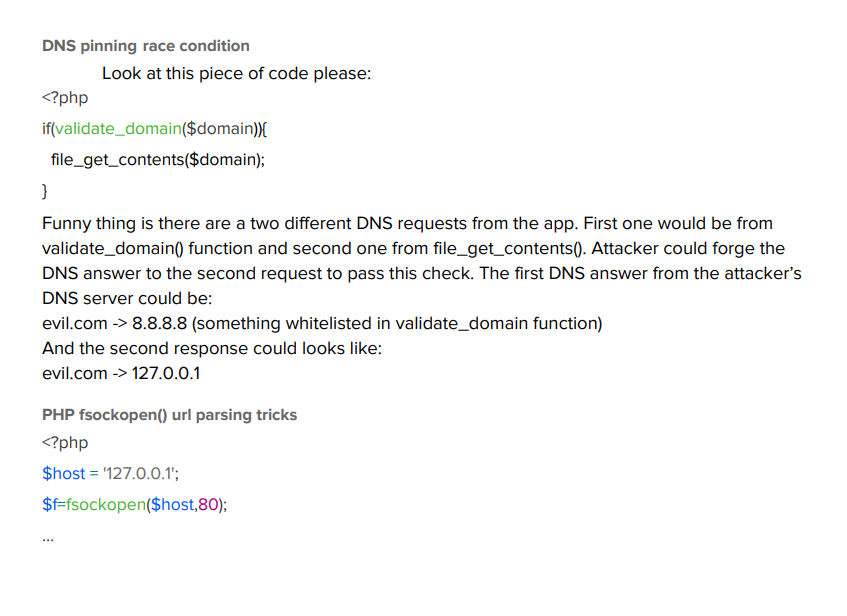 DNS pinning race condition
Look at this piece of code please:
<?php
if(validate_domain($domain)){
file_get_contents($domain);
}
Funny thing is there are a two different DNS requests from the app. First one would be from
validate_domain() function and second one from file_get_contents(). Attacker could forge the
DNS answer to the second request to pass this check. The first DNS answer from the attacker’s
DNS server could be:
evil.com -> 8.8.8.8 (something whitelisted in validate_domain function)
And the second response could looks like:
evil.com -> 127.0.0.1
PHP fsockopen() url parsing tricks
<?php
$host = '127.0.0.1';
$f=fsockopen($host,80);
...